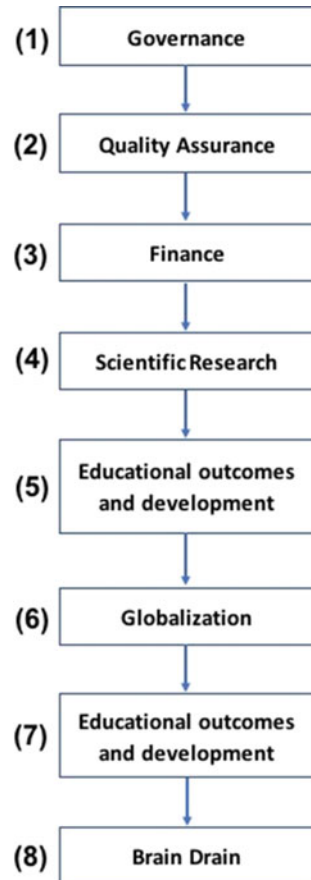 (1) Governance
(2) Quality Assurance
(3) Finance
(4) Scientific Research
(5) Educational outcomes
and development
(6) Globalization
(7) Educational outcomes
and development
(8) Brain Drain